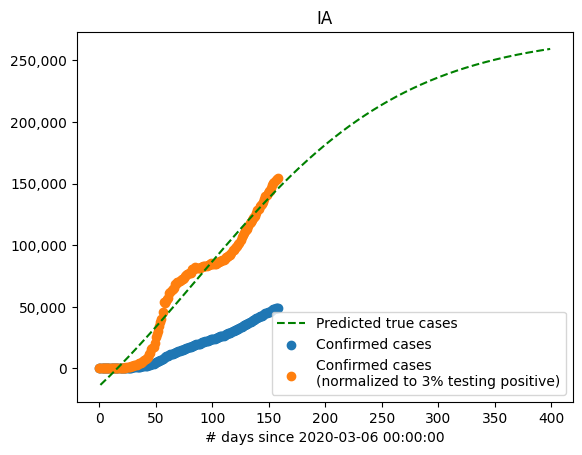 IA
250,000
200,000
150,000
100,000
50,000
0
Predicted true cases
Confirmed cases
Confirmed cases
(normalized to 3% testing positive)
0 50 100 150 200 250 300 350 400
# days since 2020-03-06 00:00:00